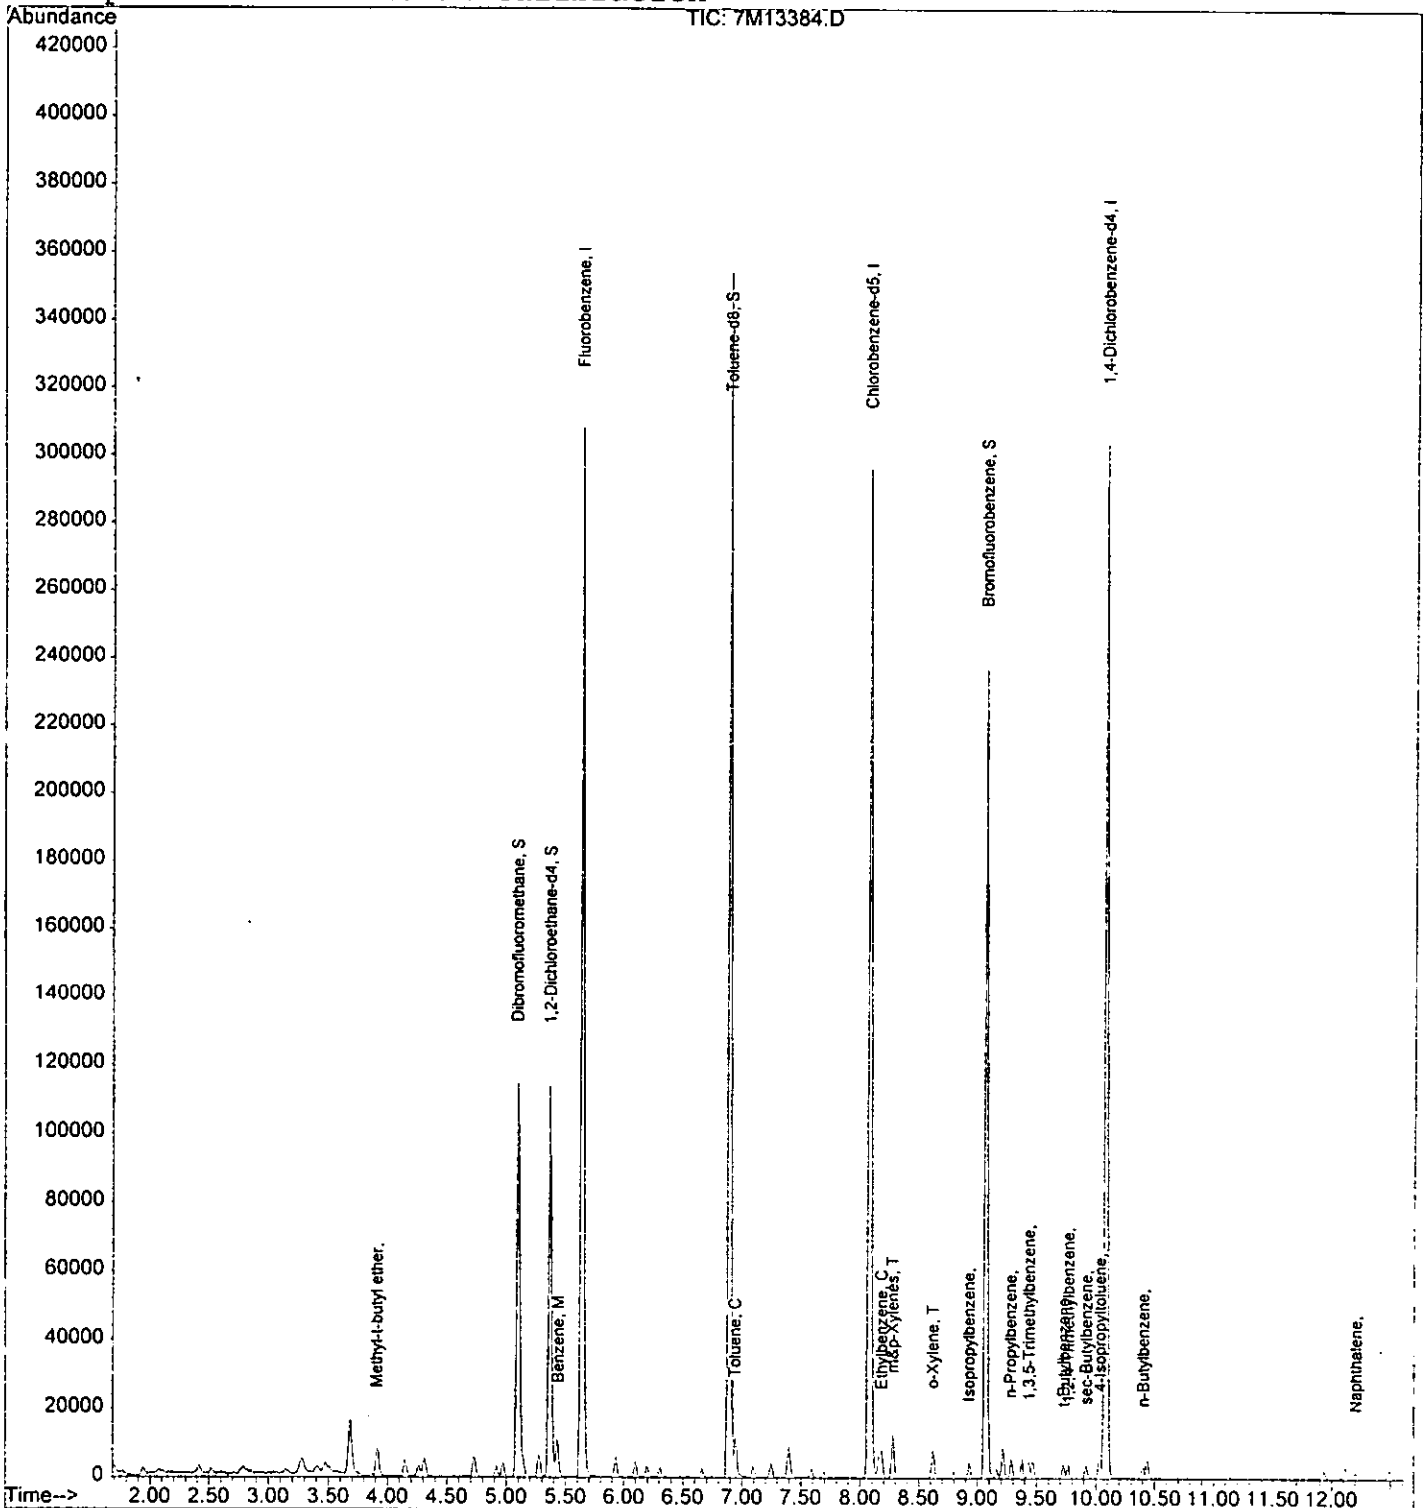 Abundance
TIC: 7M13384.D
420000
400000
380000
360000
340000
320000
300000
280000
260000
240000
220000
200000
180000
160000
140000
120000
100000
80000
60000
40000
20000
0
Methyl-t-butyl ether,
Dibromofluoromethane, S
1,2-Dichloroethane-d4, S
Benzene, M
Fluorobenzene, I
Toluene-d8, S
Toluene, C
Chlorobenzene-d5, I
Ethylbenzene, C
m&p-Xylenes, T
o-Xylene, T
Isopropylbenzene,
Bromofluorobenzene, S
n-Propylbenzene,
1,3,5-Trimethylbenzene,
sec-Butylbenzene,
4-Isopropyltoluene,
1,4-Dichlorobenzene-d4, I
n-Butylbenzene,
Naphthalene,
Time--> 2.00 2.50 3.00 3.50 4.00 4.50 5.00 5.50 6.00 6.50 7.00 7.50 8.00 8.50 9.00 9.50 10.00 10.50 11.00 11.50 12.00